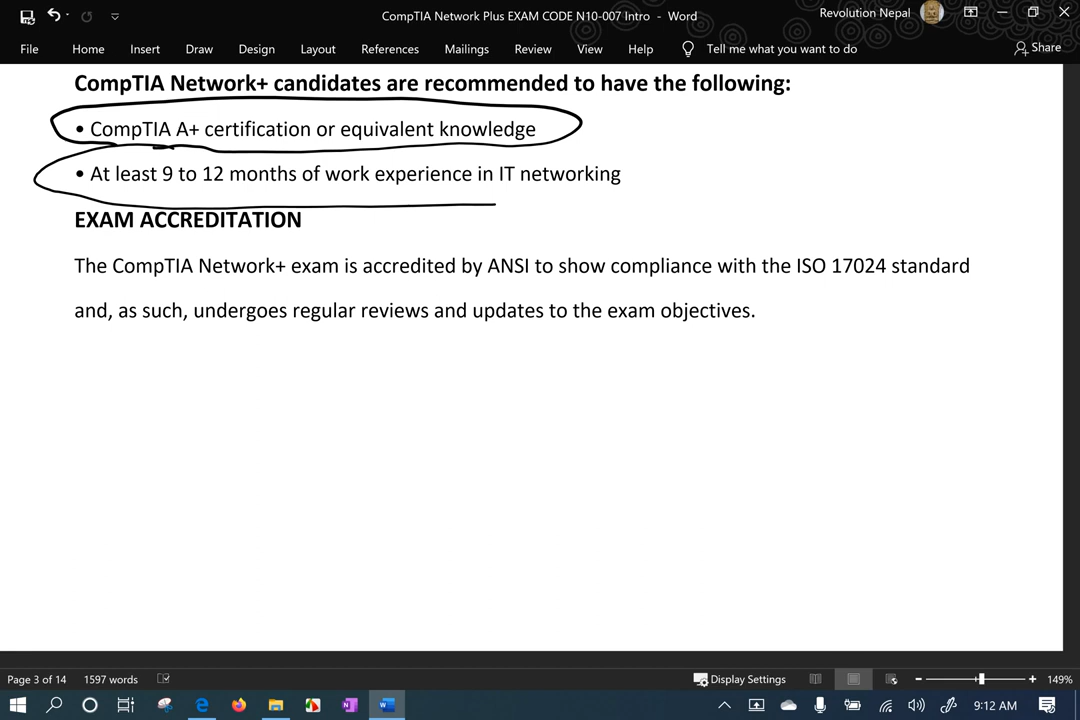 CompTIA Network Plus EXAM CODE N10-007 Intro - Word
Revolution Nepal
File Home Insert Draw Design Layout References Mailings Review View Help Tell me what you want to do Share
CompTIA Network+ candidates are recommended to have the following:
• CompTIA A+ certification or equivalent knowledge
• At least 9 to 12 months of work experience in IT networking
EXAM ACCREDITATION
The CompTIA Network+ exam is accredited by ANSI to show compliance with the ISO 17024 standard
and, as such, undergoes regular reviews and updates to the exam objectives.
Page 3 of 14 1597 words Display Settings 149%
9:12 AM